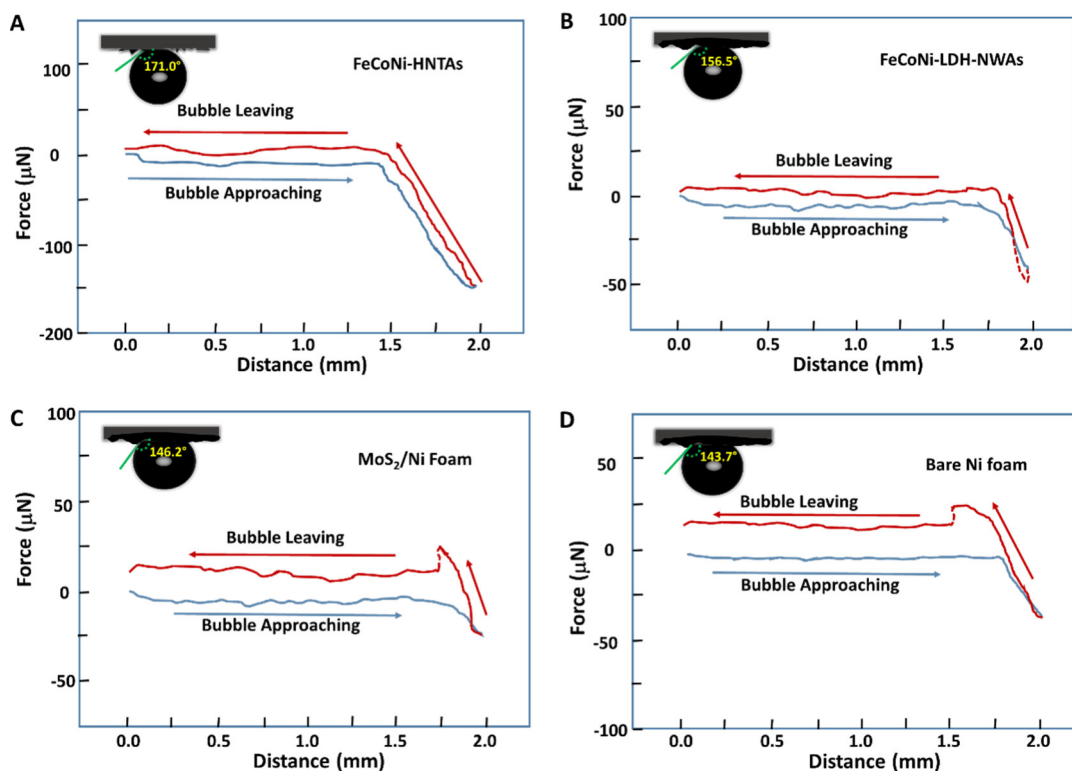 A
171.0°
FeCoNi-HNTAs
Bubble Leaving
Bubble Approaching
Force (μN)
100
0
-100
-200
0.0 0.5 1.0 1.5 2.0
Distance (mm)
B
156.5°
FeCoNi-LDH-NWAs
Bubble Leaving
Bubble Approaching
Force (μN)
100
50
0
-50
0.0 0.5 1.0 1.5 2.0
Distance (mm)
C
146.2°
MoS₂/Ni Foam
Bubble Leaving
Bubble Approaching
Force (μN)
100
50
0
-50
0.0 0.5 1.0 1.5 2.0
Distance (mm)
D
143.7°
Bare Ni foam
Bubble Leaving
Bubble Approaching
Force (μN)
50
0
-50
-100
0.0 0.5 1.0 1.5 2.0
Distance (mm)